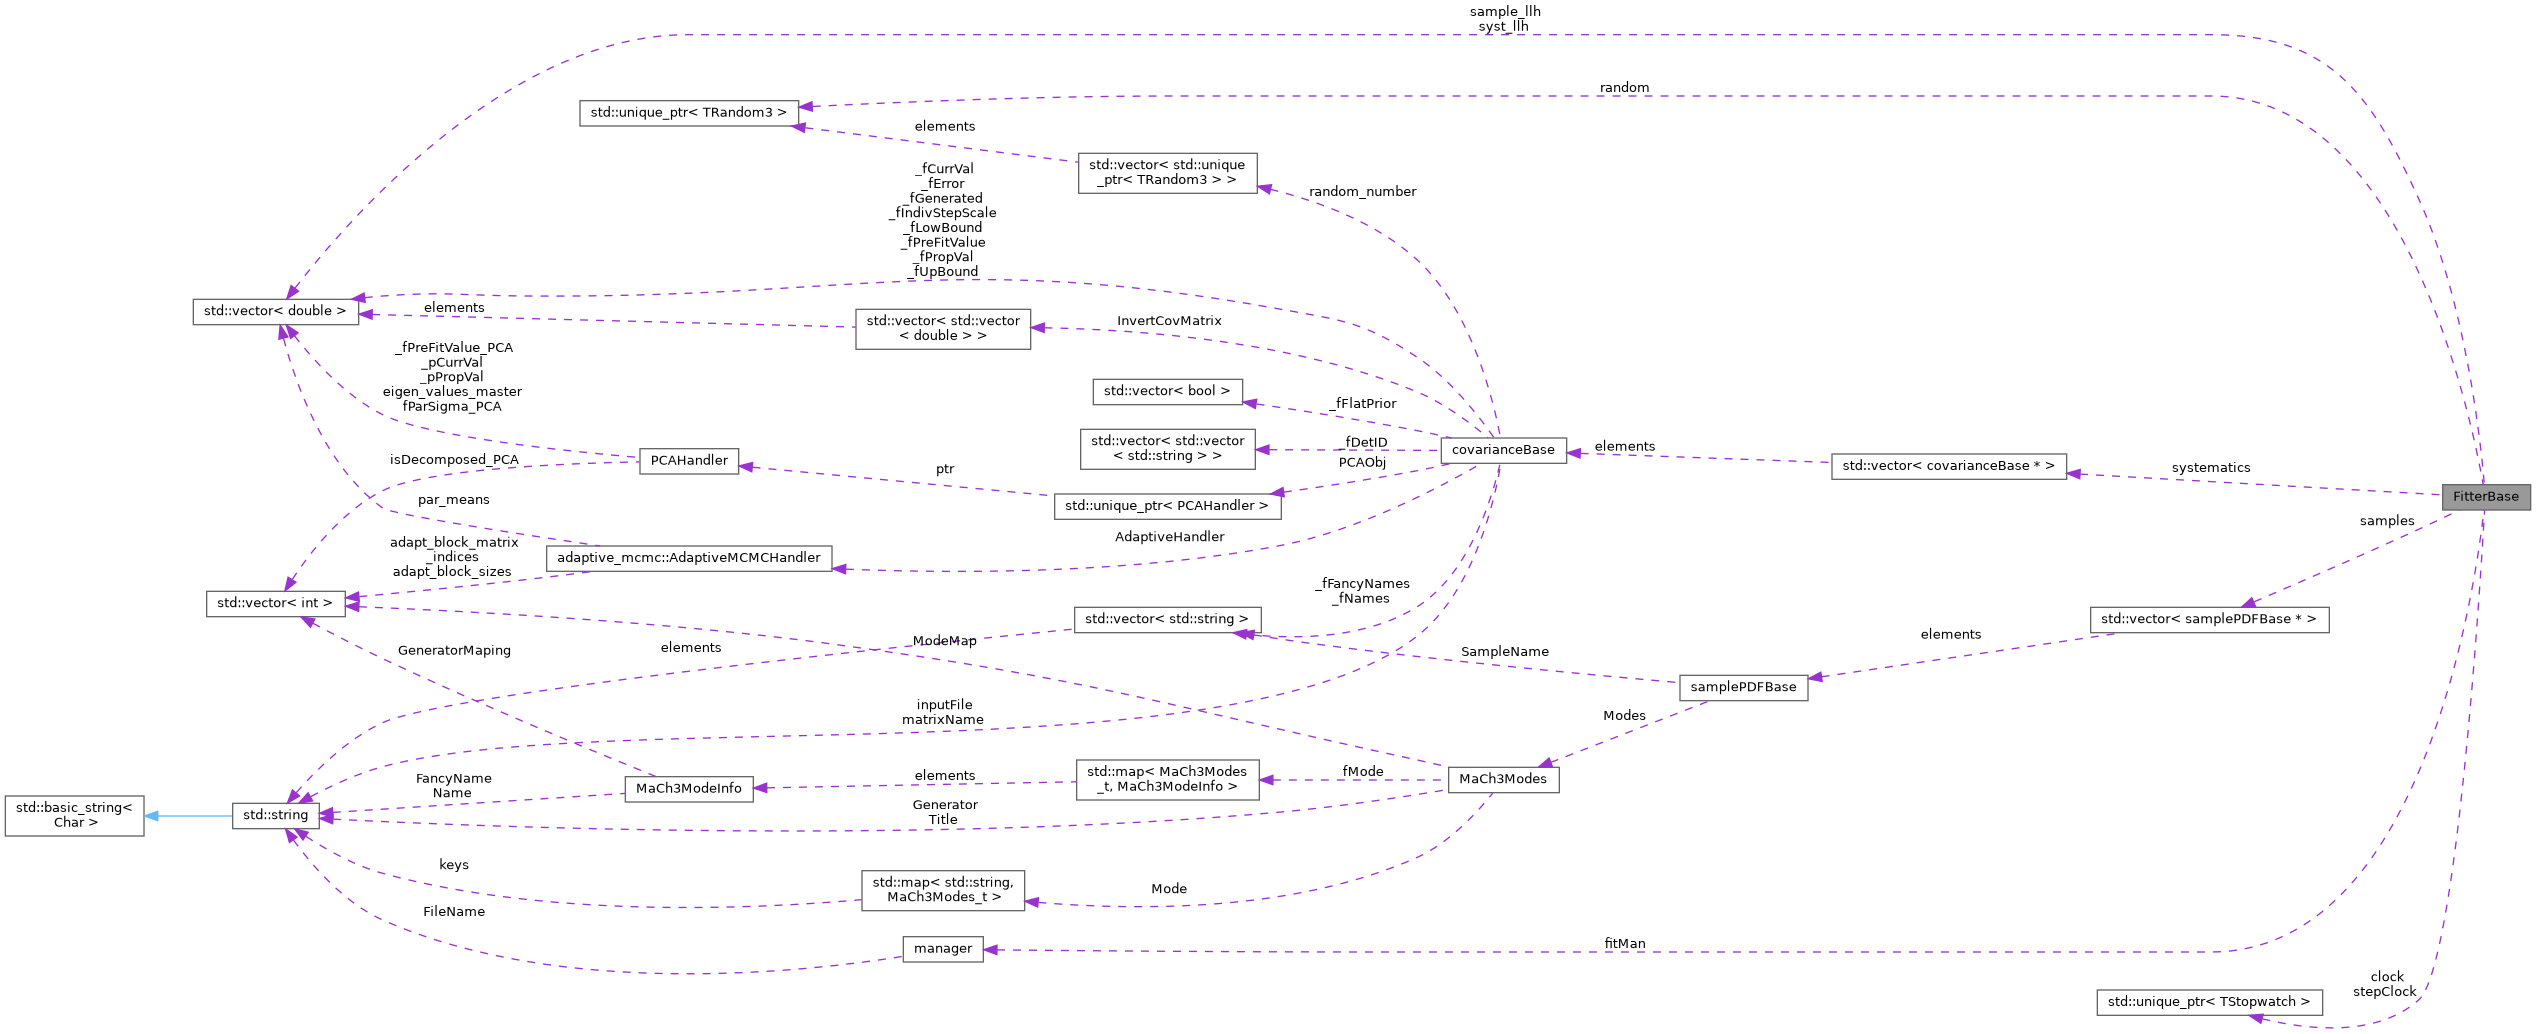 sample_llh
syst_llh
random
std::unique_ptr< TRandom3 >
elements
std::vector< std::unique
_ptr< TRandom3 > >
random_number
_fCurrVal
_fError
_fGenerated
_fIndivStepScale
_fLowBound
_fPreFitValue
_fPropVal
_fUpBound
std::vector< double >
elements
std::vector< std::vector
< double > >
InvertCovMatrix
_fPreFitValue_PCA
_pCurrVal
_pPropVal
eigen_values_master
fParSigma_PCA
std::vector< bool >
_fFlatPrior
std::vector< std::vector
< std::string > >
_fDetID
PCAObj
covarianceBase
elements
std::vector< covarianceBase * >
systematics
FitterBase
isDecomposed_PCA
PCAHandler
ptr
std::unique_ptr< PCAHandler >
par_means
samples
adapt_block_matrix
_indices
adapt_block_sizes
adaptive_mcmc::AdaptiveMCMCHandler
AdaptiveHandler
std::vector< int >
_fFancyNames
_fNames
std::vector< std::string >
std::vector< samplePDFBase * >
elements
GeneratorMaping
elements
ModeMap
SampleName
samplePDFBase
inputFile
matrixName
Modes
FancyName
Name
MaCh3ModeInfo
elements
std::map< MaCh3Modes
_t, MaCh3ModeInfo >
fMode
MaCh3Modes
std::basic_string<
Char >
std::string
Generator
Title
keys
std::map< std::string,
MaCh3Modes_t >
Mode
FileName
manager
fitMan
clock
stepClock
std::unique_ptr< TStopwatch >